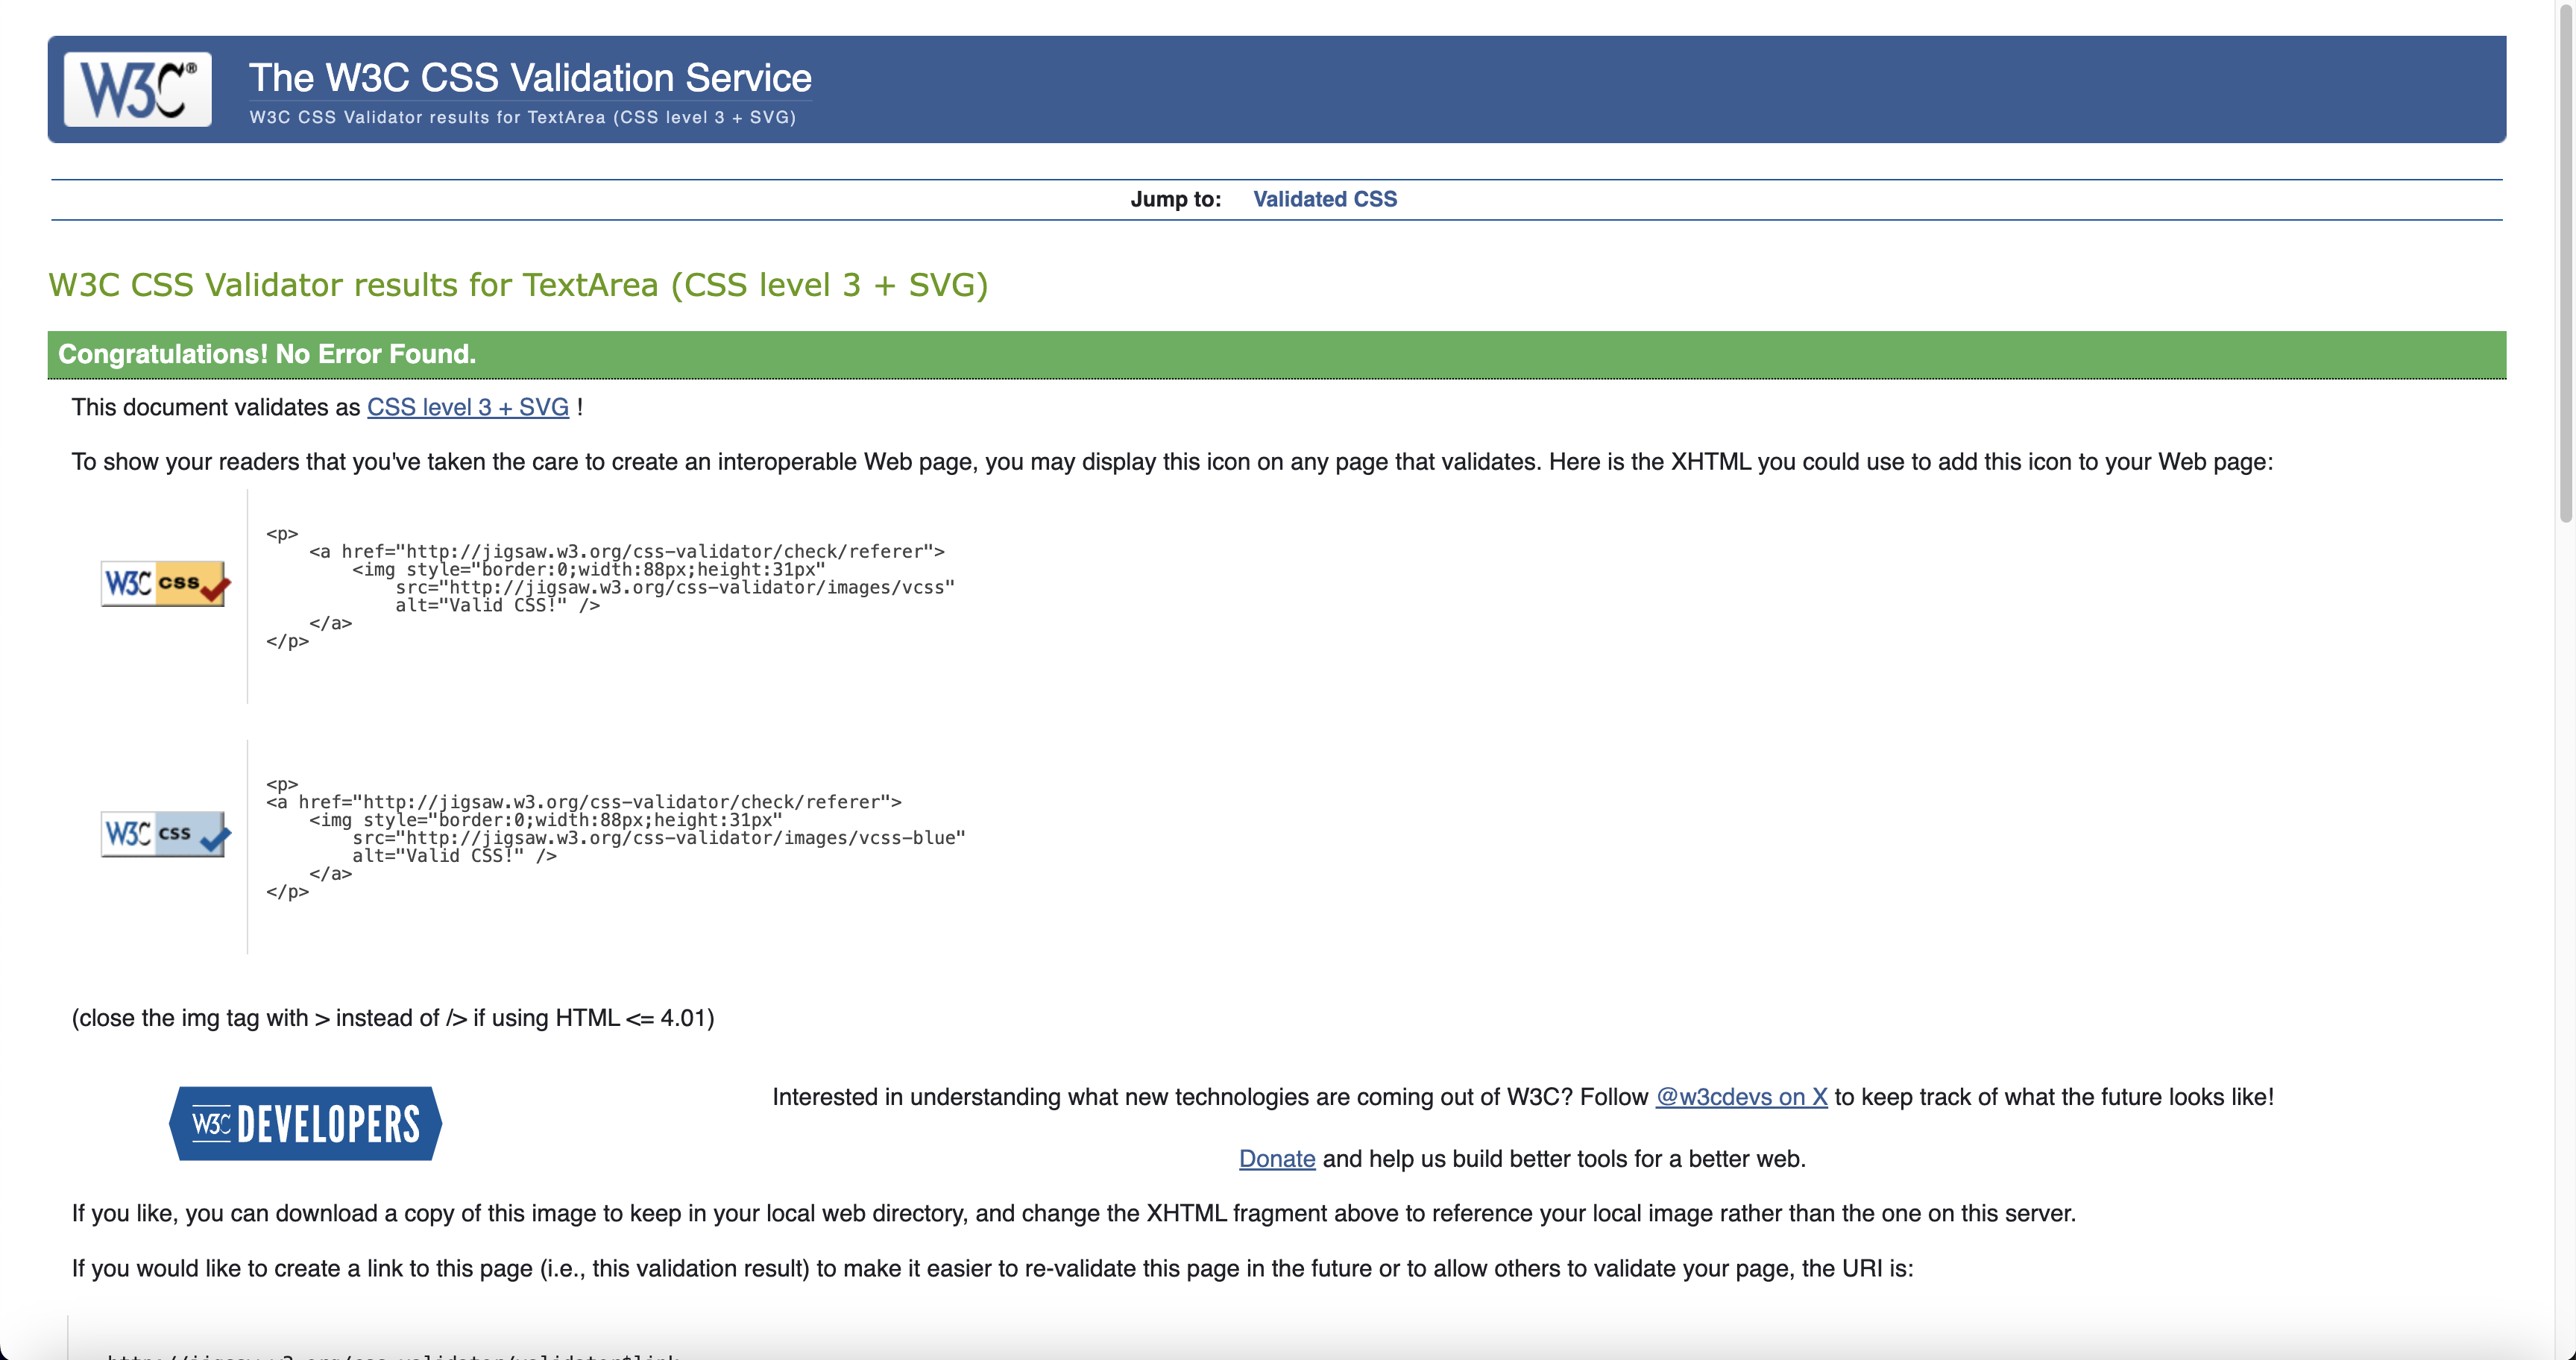 W3C®
The W3C CSS Validation Service
W3C CSS Validator results for TextArea (CSS level 3 + SVG)
Jump to: Validated CSS
W3C CSS Validator results for TextArea (CSS level 3 + SVG)
Congratulations! No Error Found.
This document validates as CSS level 3 + SVG !
To show your readers that you've taken the care to create an interoperable Web page, you may display this icon on any page that validates. Here is the XHTML you could use to add this icon to your Web page:
W3C css
<p>
<a href="http://jigsaw.w3.org/css-validator/check/referer">
<img style="border:0;width:88px;height:31px"
src="http://jigsaw.w3.org/css-validator/images/vcss"
alt="Valid CSS!" />
</a>
</p>
W3C css
<p>
<a href="http://jigsaw.w3.org/css-validator/check/referer">
<img style="border:0;width:88px;height:31px"
src="http://jigsaw.w3.org/css-validator/images/vcss-blue"
alt="Valid CSS!" />
</a>
</p>
(close the img tag with > instead of /> if using HTML <= 4.01)
W3C DEVELOPERS
Interested in understanding what new technologies are coming out of W3C? Follow @w3cdevs on X to keep track of what the future looks like!
Donate and help us build better tools for a better web.
If you like, you can download a copy of this image to keep in your local web directory, and change the XHTML fragment above to reference your local image rather than the one on this server.
If you would like to create a link to this page (i.e., this validation result) to make it easier to re-validate this page in the future or to allow others to validate your page, the URI is: